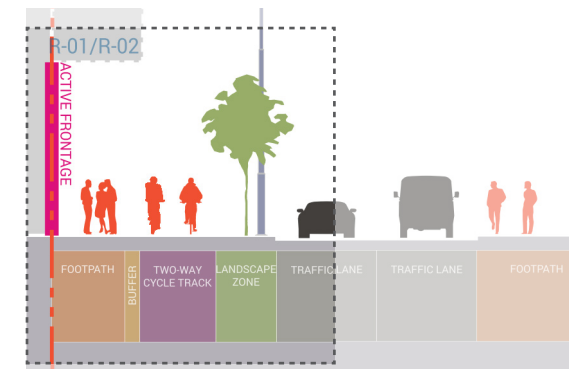 R-01/R-02
ACTIVE FRONTAGE
FOOTPATH
BUFFER
TWO-WAY
CYCLE TRACK
LANDSCAPE
ZONE
TRAFFIC LANE
TRAFFIC LANE
FOOTPATH